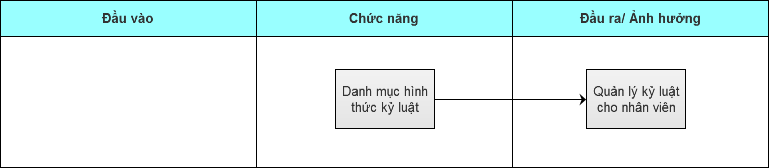 Đầu vào
Chức năng
Đầu ra/ Ảnh hưởng
Danh mục hình
thức kỷ luật
Quản lý kỷ luật
cho nhân viên